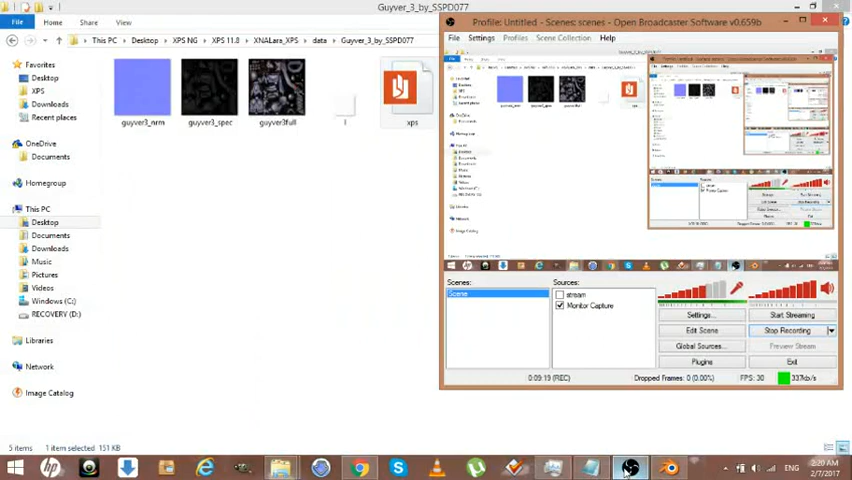 Guyver_3_by_SSPD077
File Home Share View
This PC Desktop XPS NG XPS 11.8 XNALara_XPS data Guyver_3_by_SSPD077
Favorites
Desktop
XPS
Downloads
Recent places
OneDrive
Documents
Homegroup
This PC
Desktop
Documents
Downloads
Music
Pictures
Videos
Windows (C:)
RECOVERY (D:)
Libraries
Network
Image Catalog
guyver3_nrm guyver3_spec guyver3full l xps
5 items 1 item selected 151 KB
Profile: Untitled - Scenes: scenes - Open Broadcaster Software v0.659b
File Settings Profiles Scene Collection Help
Scenes: Sources:
Scene
stream
Monitor Capture
Settings... Start Streaming
Edit Scene Stop Recording
Global Sources... Preview Stream
Plugins Exit
0:09:19 (REC) Dropped Frames: 0 (0.00%) FPS: 30 337kb/s
ENG 2:20 AM
2/7/2017